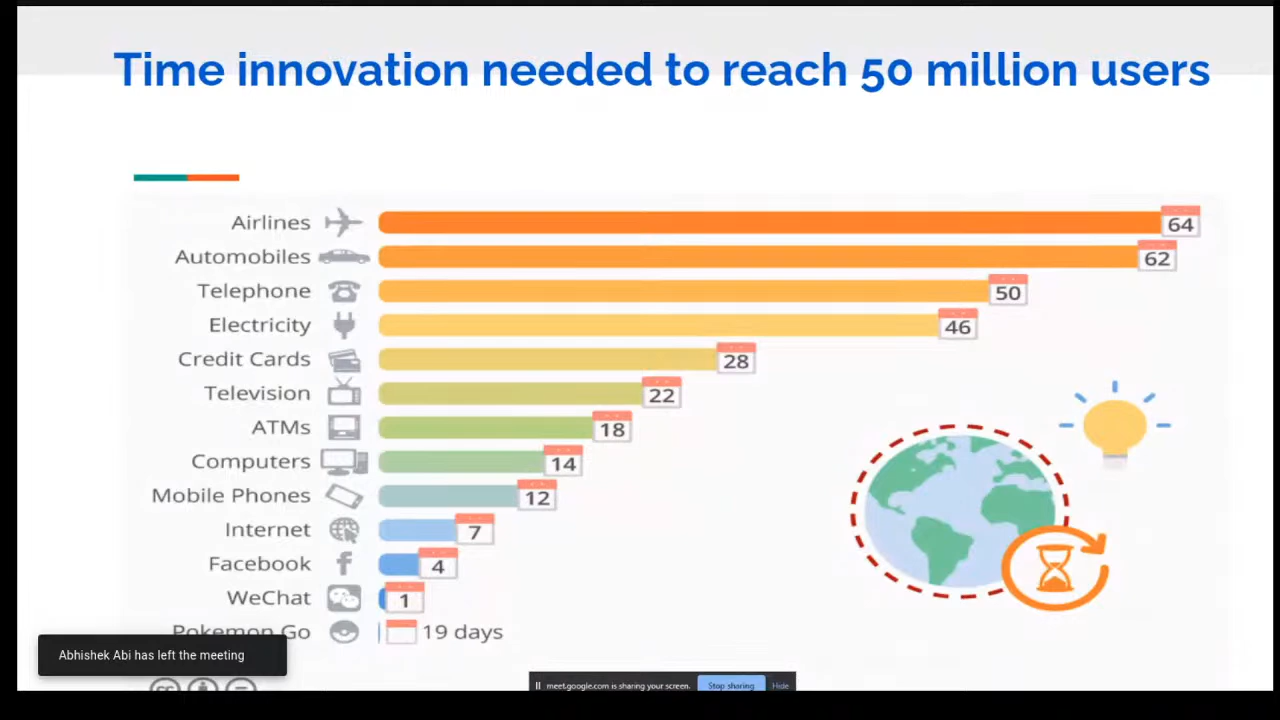 Time innovation needed to reach 50 million users
Airlines 64
Automobiles 62
Telephone 50
Electricity 46
Credit Cards 28
Television 22
ATMs 18
Computers 14
Mobile Phones 12
Internet 7
Facebook f 4
WeChat 1
Pokemon Go 19 days
Abhishek Abi has left the meeting
meet.google.com is sharing your screen. Stop sharing Hide